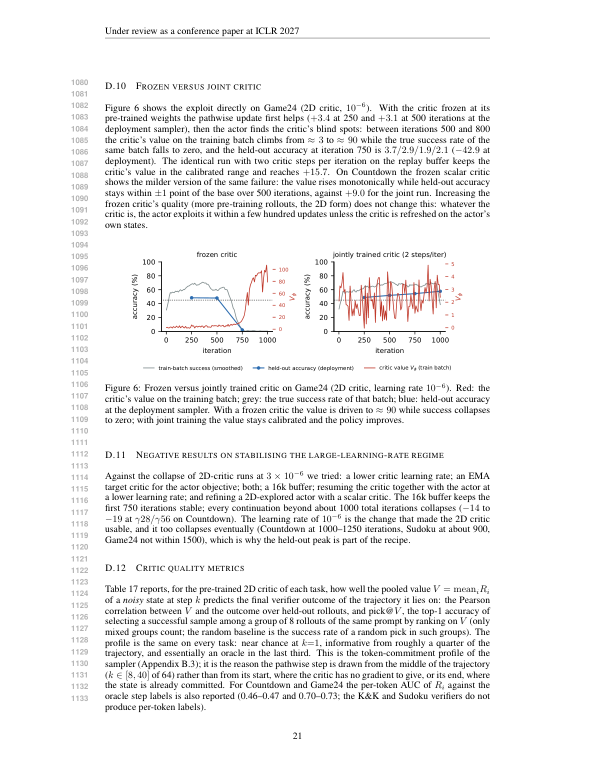 Under review as a conference paper at ICLR 2027
1080
1081
1082
1083
1084
1085
1086
1087
1088
1089
1090
1091
1092
1093
1094
1095
1096
1097
1098
1099
1100
1101
1102
1103
1104
1105
1106
1107
1108
1109
1110
1111
1112
1113
1114
1115
1116
1117
1118
1119
1120
1121
1122
1123
1124
1125
1126
1127
1128
1129
1130
1131
1132
1133
D.10 FROZEN VERSUS JOINT CRITIC
Figure 6 shows the exploit directly on Game24 (2D critic, 10⁻⁶). With the critic frozen at its
pre-trained weights the pathwise update first helps (+3.4 at 250 and +3.1 at 500 iterations at the
deployment sampler), then the actor finds the critic's blind spots: between iterations 500 and 800
the critic's value on the training batch climbs from ≈ 3 to ≈ 90 while the true success rate of the
same batch falls to zero, and the held-out accuracy at iteration 750 is 3.7/2.9/1.9/2.1 (−42.9 at
deployment). The identical run with two critic steps per iteration on the replay buffer keeps the
critic's value in the calibrated range and reaches +15.7. On Countdown the frozen scalar critic
shows the milder version of the same failure: the value rises monotonically while held-out accuracy
stays within ±1 point of the base over 500 iterations, against +9.0 for the joint run. Increasing the
frozen critic's quality (more pre-training rollouts, the 2D form) does not change this: whatever the
critic is, the actor exploits it within a few hundred updates unless the critic is refreshed on the actor's
own states.
frozen critic
accuracy (%)
100
80
60
40
20
0
100
80
60
40
20
0
Vϕ
0 250 500 750 1000
iteration
jointly trained critic (2 steps/iter)
accuracy (%)
100
80
60
40
20
0
5
4
3
2
1
0
Vϕ
0 250 500 750 1000
iteration
train-batch success (smoothed)
held-out accuracy (deployment)
critic value Vϕ (train batch)
Figure 6: Frozen versus jointly trained critic on Game24 (2D critic, learning rate 10⁻⁶). Red: the
critic's value on the training batch; grey: the true success rate of that batch; blue: held-out accuracy
at the deployment sampler. With a frozen critic the value is driven to ≈ 90 while success collapses
to zero; with joint training the value stays calibrated and the policy improves.
D.11 NEGATIVE RESULTS ON STABILISING THE LARGE-LEARNING-RATE REGIME
Against the collapse of 2D-critic runs at 3 × 10⁻⁶ we tried: a lower critic learning rate; an EMA
target critic for the actor objective; both; a 16k buffer; resuming the critic together with the actor at
a lower learning rate; and refining a 2D-explored actor with a scalar critic. The 16k buffer keeps the
first 750 iterations stable; every continuation beyond about 1000 total iterations collapses (−14 to
−19 at γ28/γ56 on Countdown). The learning rate of 10⁻⁶ is the change that made the 2D critic
usable, and it too collapses eventually (Countdown at 1000–1250 iterations, Sudoku at about 900,
Game24 not within 1500), which is why the held-out peak is part of the recipe.
D.12 CRITIC QUALITY METRICS
Table 17 reports, for the pre-trained 2D critic of each task, how well the pooled value V = meanᵢRᵢ
of a noisy state at step k predicts the final verifier outcome of the trajectory it lies on: the Pearson
correlation between V and the outcome over held-out rollouts, and pick@V, the top-1 accuracy of
selecting a successful sample among a group of 8 rollouts of the same prompt by ranking on V (only
mixed groups count; the random baseline is the success rate of a random pick in such groups). The
profile is the same on every task: near chance at k=1, informative from roughly a quarter of the
trajectory, and essentially an oracle in the last third. This is the token-commitment profile of the
sampler (Appendix B.3); it is the reason the pathwise step is drawn from the middle of the trajectory
(k ∈ [8, 40] of 64) rather than from its start, where the critic has no gradient to give, or its end, where
the state is already committed. For Countdown and Game24 the per-token AUC of Rᵢ against the
oracle step labels is also reported (0.46–0.47 and 0.70–0.73; the K&K and Sudoku verifiers do not
produce per-token labels).
21